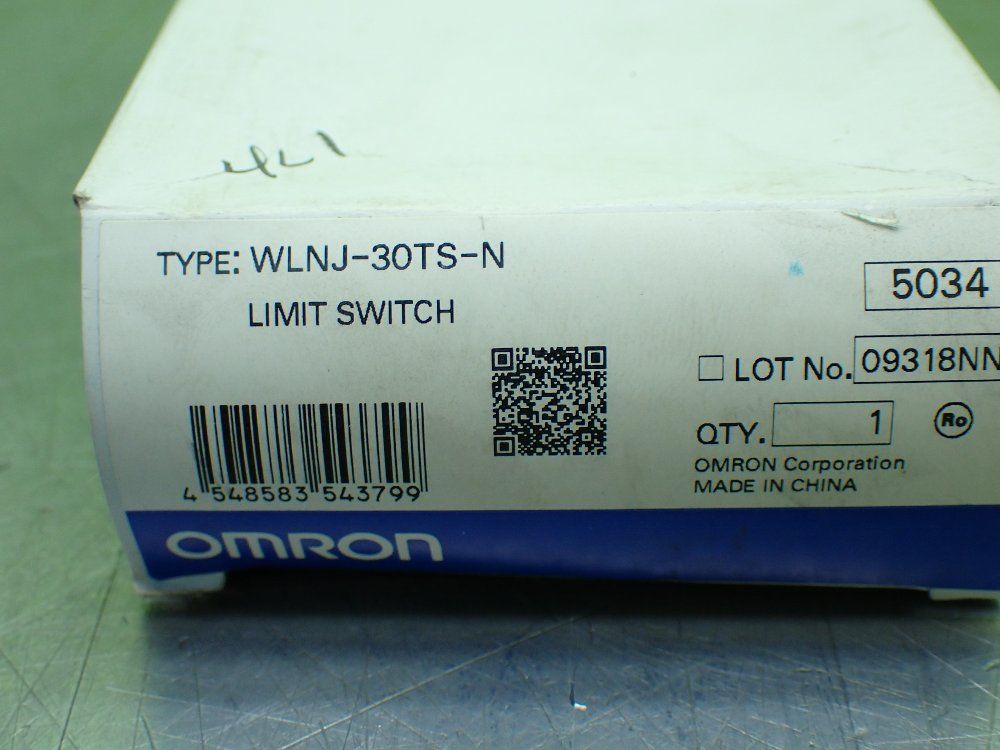 TYPE: WLNJ-30TS-N
LIMIT SWITCH
5034
LOT No. 09318NN
QTY. 1
Ro
OMRON Corporation
MADE IN CHINA
4 548583 543799
OMRON